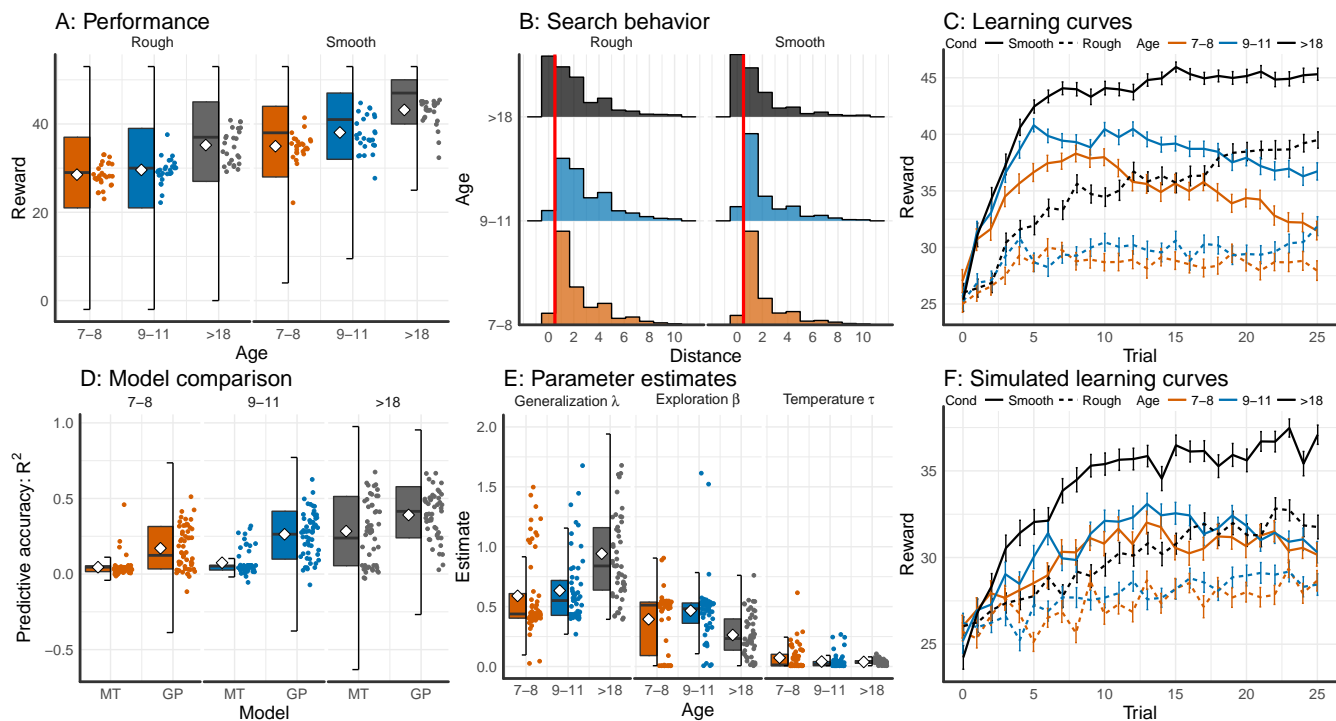 A: Performance
Rough Smooth
Reward
40
20
0
7–8 9–11 >18 7–8 9–11 >18
Age
B: Search behavior
Rough Smooth
Age
>18
9–11
7–8
0 2 4 6 8 10 0 2 4 6 8 10
Distance
C: Learning curves
Cond Smooth Rough Age 7–8 9–11 >18
Reward
45
40
35
30
25
0 5 10 15 20 25
Trial
D: Model comparison
7–8 9–11 >18
Predictive accuracy: R²
1.0
0.5
0.0
−0.5
MT GP MT GP MT GP
Model
E: Parameter estimates
Generalization λ Exploration β Temperature τ
Estimate
2.0
1.5
1.0
0.5
0.0
7–8 9–11 >18 7–8 9–11 >18 7–8 9–11 >18
Age
F: Simulated learning curves
Cond Smooth Rough Age 7–8 9–11 >18
Reward
35
30
25
0 5 10 15 20 25
Trial